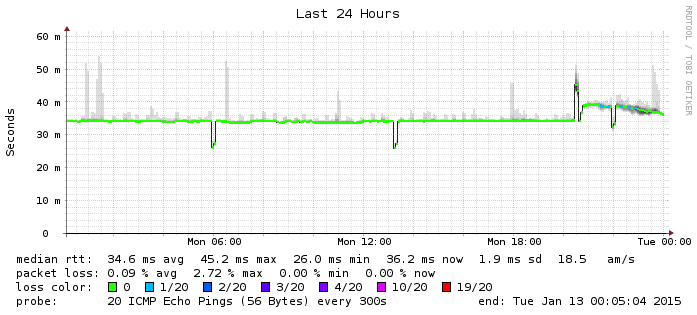 Last 24 Hours
RRDTOOL / TOBI OETIKER
Seconds
60 m
50 m
40 m
30 m
20 m
10 m
0
Mon 06:00 Mon 12:00 Mon 18:00 Tue 00:00
median rtt: 34.6 ms avg 45.2 ms max 26.0 ms min 36.2 ms now 1.9 ms sd 18.5 am/s
packet loss: 0.09 % avg 2.72 % max 0.00 % min 0.00 % now
loss color: 0 1/20 2/20 3/20 4/20 10/20 19/20
probe: 20 ICMP Echo Pings (56 Bytes) every 300s end: Tue Jan 13 00:05:04 2015